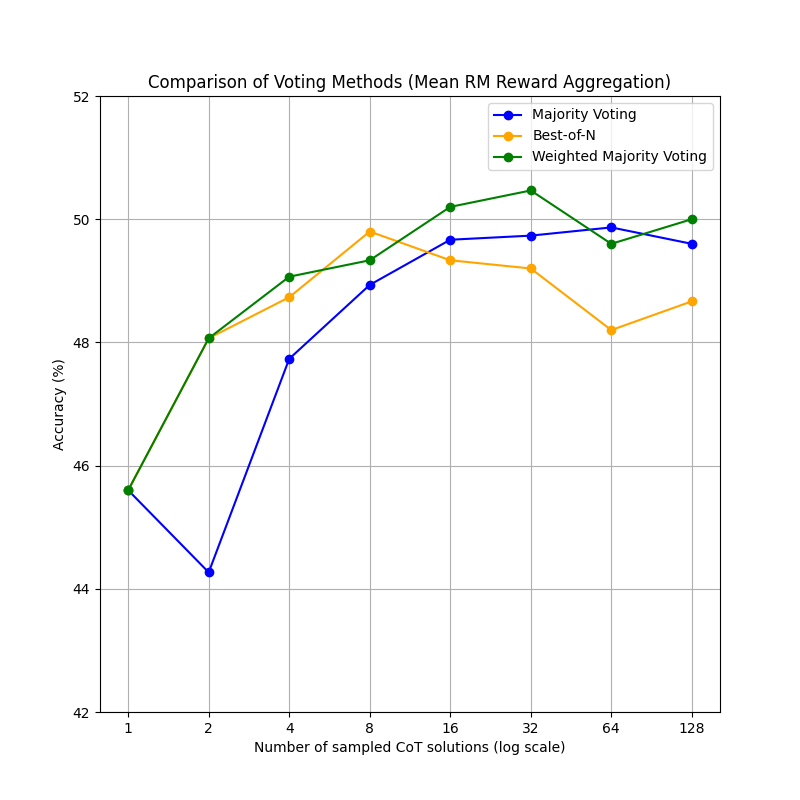 Comparison of Voting Methods (Mean RM Reward Aggregation)
Majority Voting
Best-of-N
Weighted Majority Voting
52
50
48
46
44
42
Accuracy (%)
1 2 4 8 16 32 64 128
Number of sampled CoT solutions (log scale)